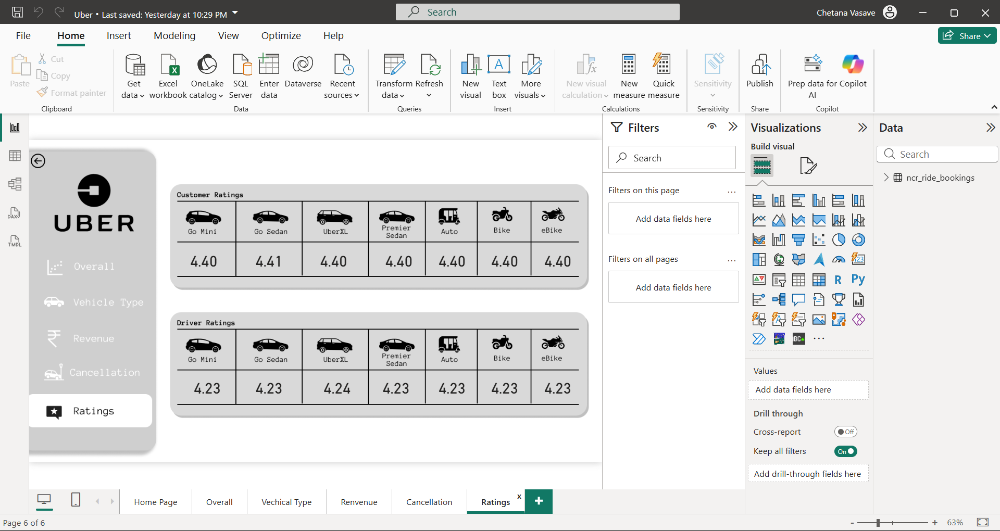 Uber • Last saved: Yesterday at 10:29 PM
Search
Chetana Vasave
File Home Insert Modeling View Optimize Help
Share
Paste
Cut
Copy
Format painter
Clipboard
Get data
Excel workbook
OneLake catalog
SQL Server
Enter data
Dataverse
Recent sources
Data
Transform data
Refresh
Queries
New visual
Text box
More visuals
Insert
New visual calculation
New measure
Quick measure
Calculations
Sensitivity
Sensitivity
Publish
Share
Prep data for AI
Copilot
Copilot
DAX
TMDL
UBER
Overall
Vehicle Type
Revenue
Cancellation
Ratings
Customer Ratings
Go Mini Go Sedan UberXL Premier Sedan Auto Bike eBike
4.40 4.41 4.40 4.40 4.40 4.40 4.40
Driver Ratings
Go Mini Go Sedan UberXL Premier Sedan Auto Bike eBike
4.23 4.23 4.24 4.23 4.23 4.23 4.23
Filters
Search
Filters on this page ...
Add data fields here
Filters on all pages ...
Add data fields here
Visualizations
Build visual
123
R Py
BC
...
Values
Add data fields here
Drill through
Cross-report Off
Keep all filters On
Add drill-through fields here
Data
Search
ncr_ride_bookings
Home Page Overall Vechical Type Renvenue Cancellation Ratings x +
Page 6 of 6
- + 63%